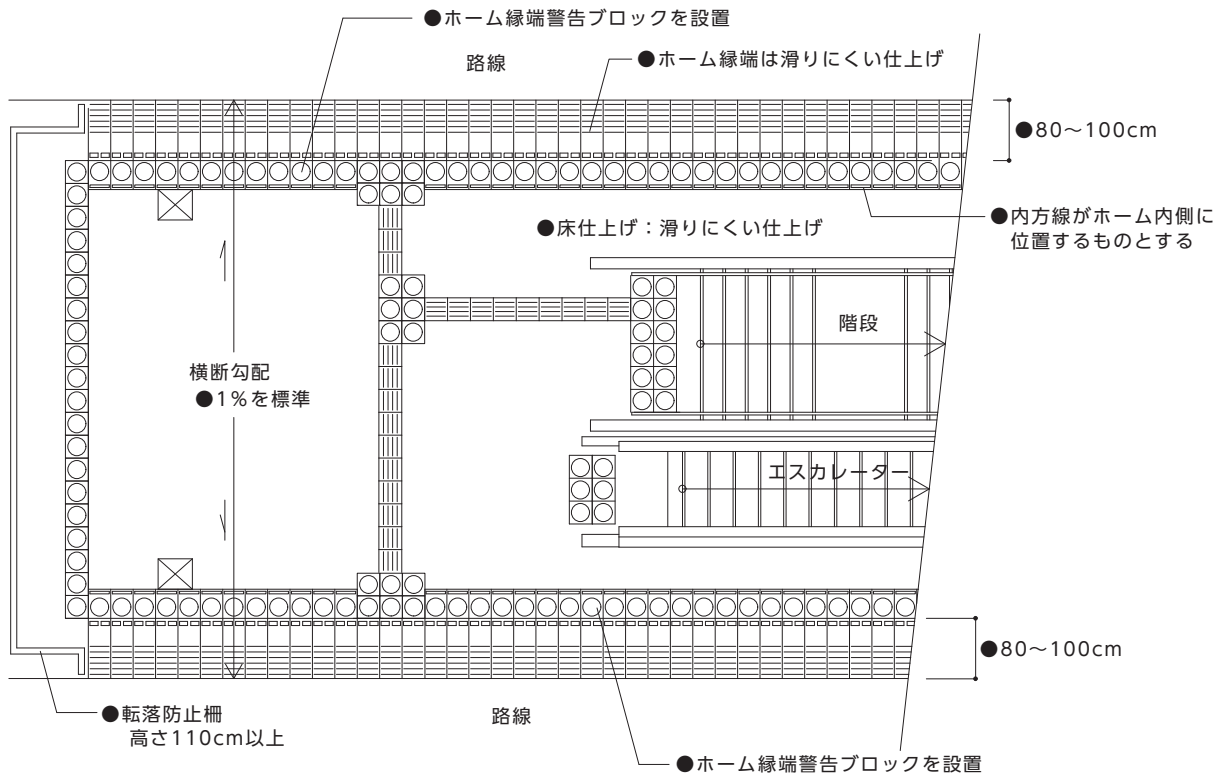 ●ホーム縁端警告ブロックを設置
路線
●ホーム縁端は滑りにくい仕上げ
●80〜100cm
●内方線がホーム内側に
位置するものとする
●床仕上げ：滑りにくい仕上げ
階段
横断勾配
●1％を標準
エスカレーター
●80〜100cm
●転落防止柵
高さ110cm以上
路線
●ホーム縁端警告ブロックを設置